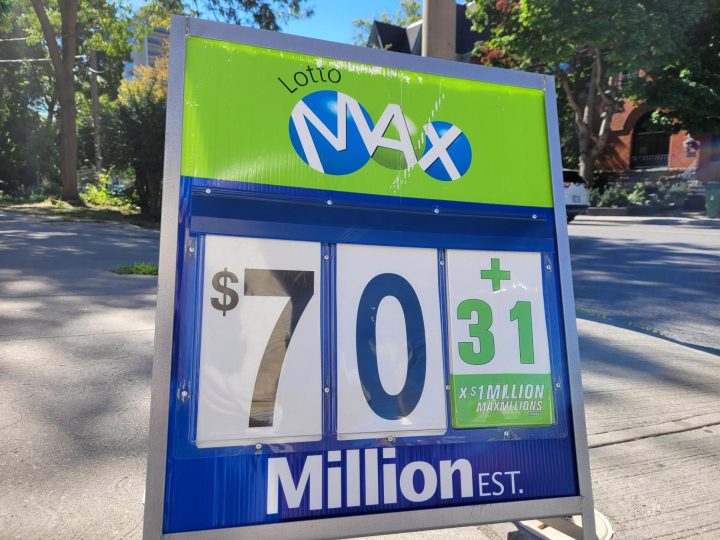 Lotto
MAX
$70 + 31
x $1 MILLION
MAXMILLIONS
Million EST.